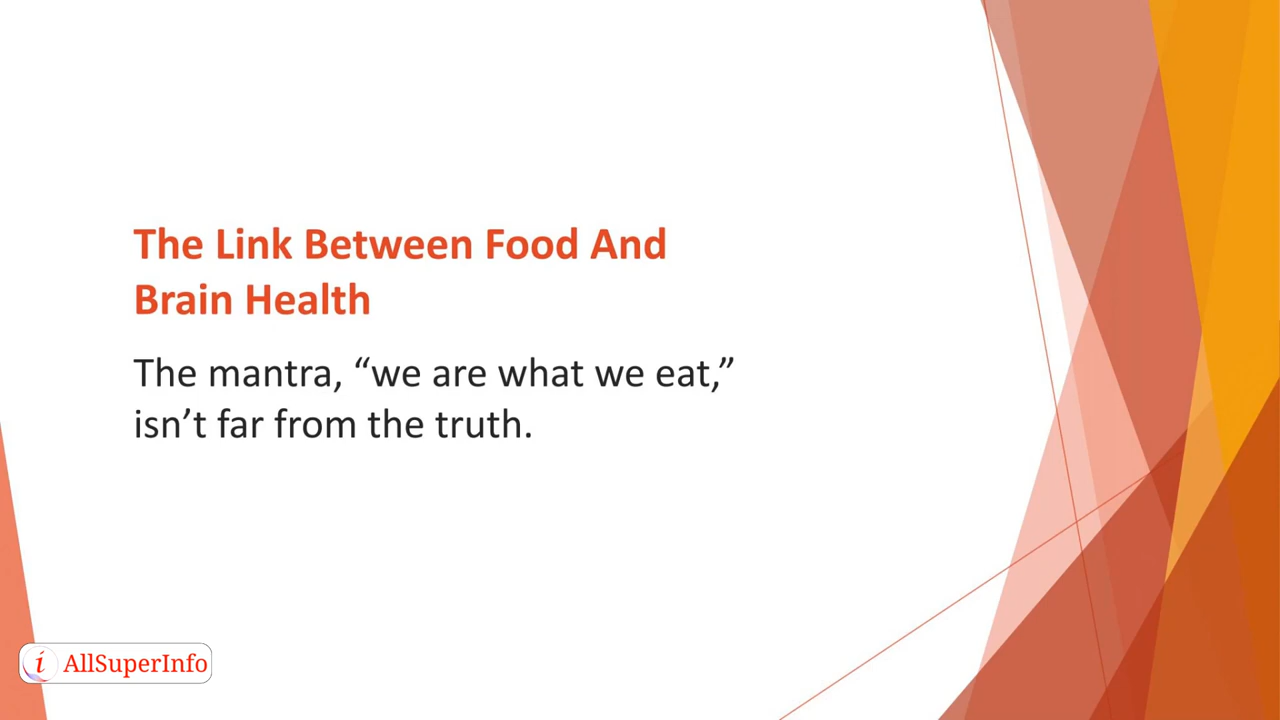 The Link Between Food And
Brain Health
The mantra, “we are what we eat,”
isn’t far from the truth.
i AllSuperInfo